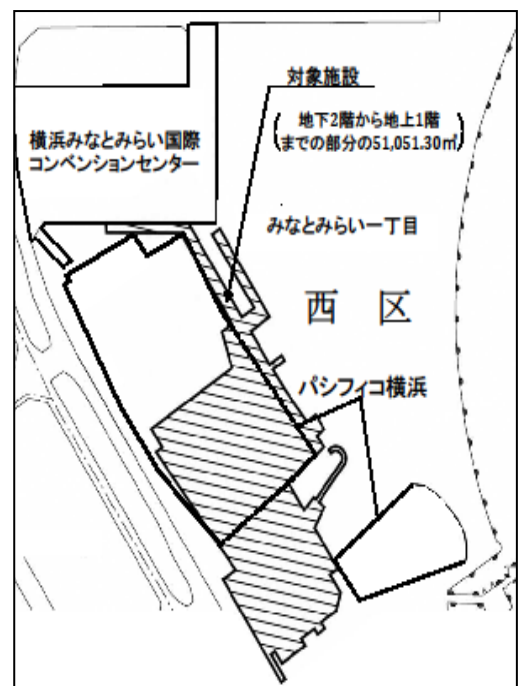 対象施設
地下2階から地上1階
までの部分の51,051.30㎡
横浜みなとみらい国際
コンベンションセンター
みなとみらい一丁目
西 区
パシフィコ横浜